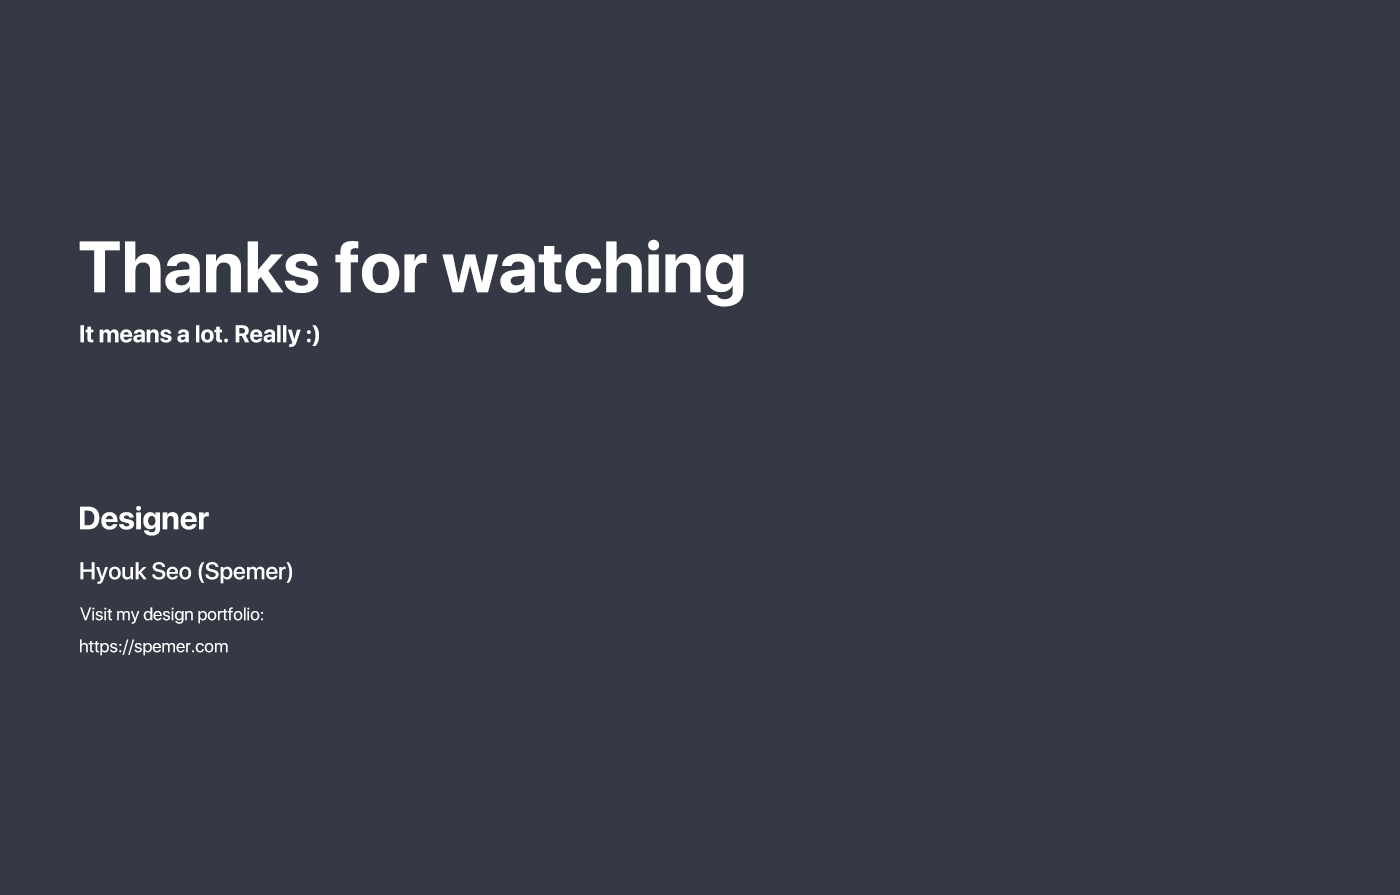 Thanks for watching
It means a lot. Really :)
Designer
Hyouk Seo (Spemer)
Visit my design portfolio:
https://spemer.com